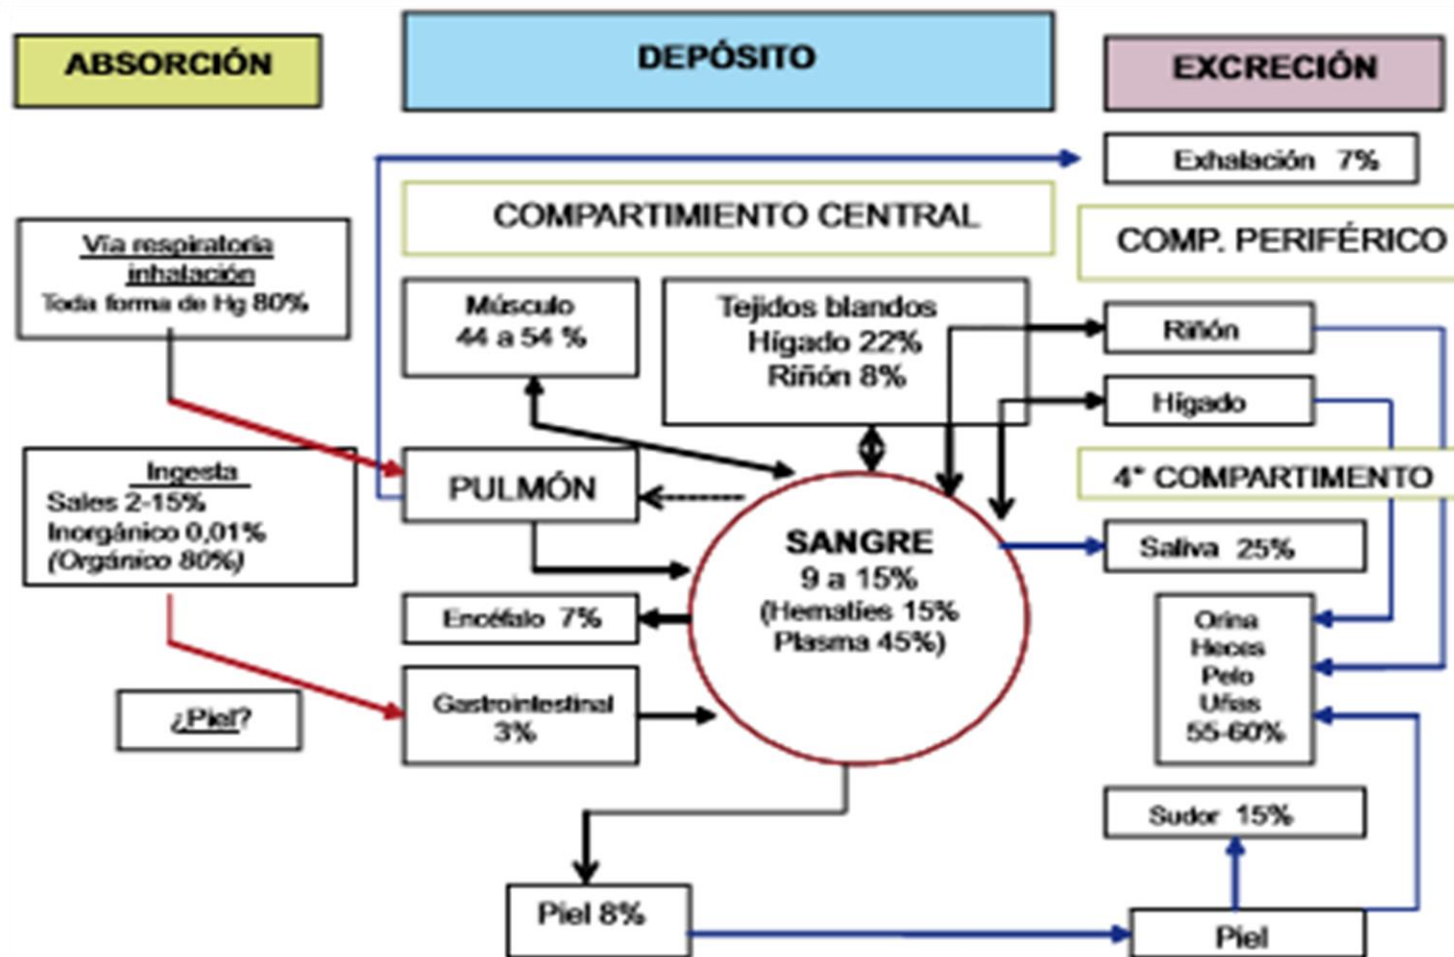 ABSORCIÓN
DEPÓSITO
EXCRECIÓN
Exhalación 7%
COMPARTIMIENTO CENTRAL
COMP. PERIFÉRICO
Vía respiratoria
inhalación
Toda forma de Hg 80%
Músculo
44 a 54 %
Tejidos blandos
Hígado 22%
Riñón 8%
Riñón
Hígado
Ingesta
Sales 2-15%
Inorgánico 0,01%
(Orgánico 80%)
PULMÓN
4° COMPARTIMENTO
SANGRE
9 a 15%
(Hematíes 15%
Plasma 45%)
Saliva 25%
Encéfalo 7%
Orina
Heces
Pelo
Uñas
55-60%
Gastrointestinal
3%
¿Piel?
Sudor 15%
Piel 8%
Piel